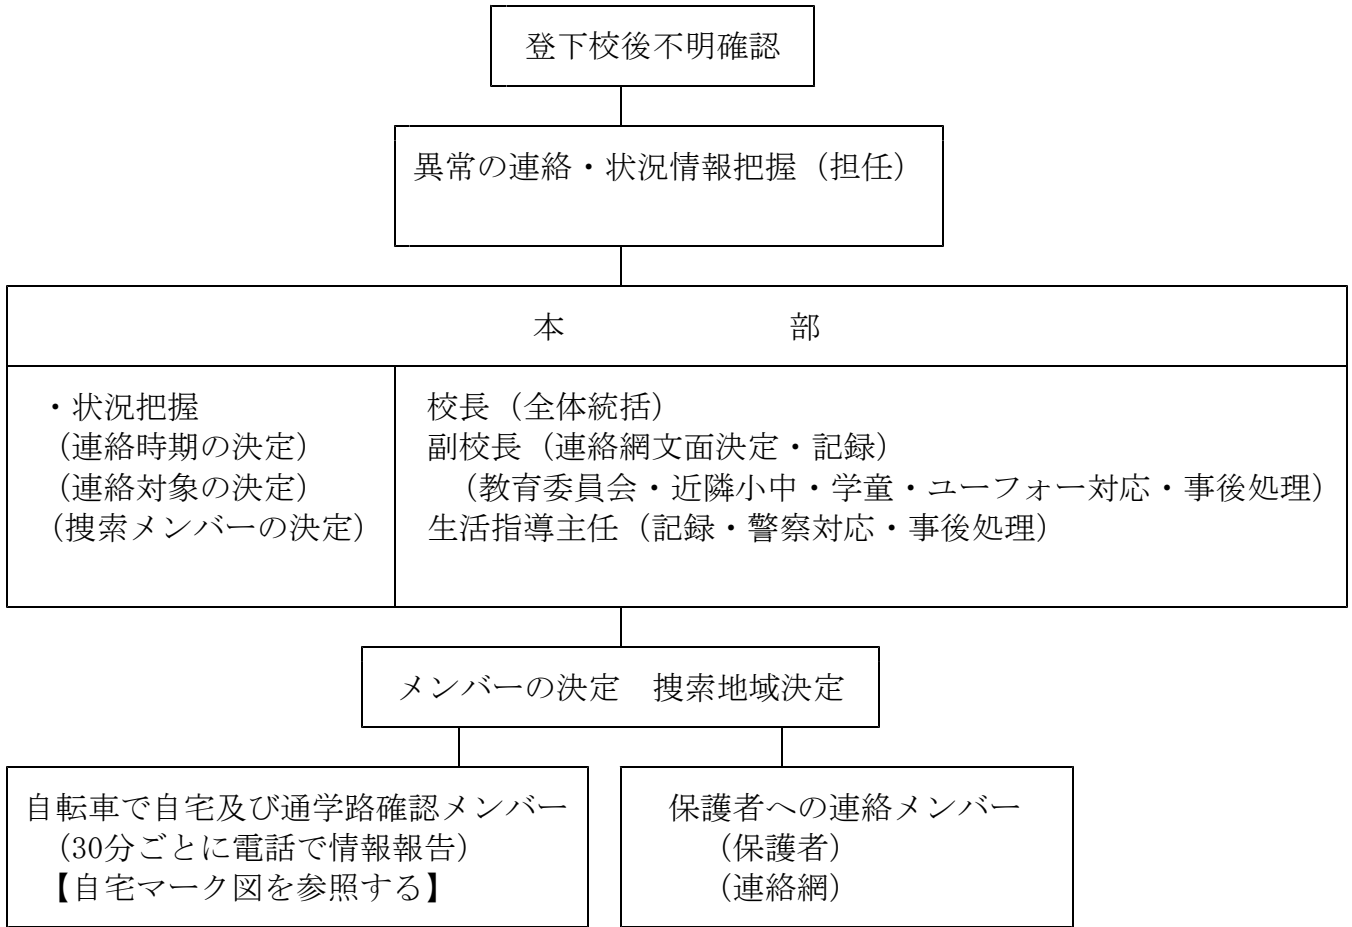 登下校後不明確認
異常の連絡・状況情報把握（担任）
本　　　　　　　部
・状況把握
（連絡時期の決定）
（連絡対象の決定）
（捜索メンバーの決定）
校長（全体統括）
副校長（連絡網文面決定・記録）
（教育委員会・近隣小中・学童・ユーフォー対応・事後処理）
生活指導主任（記録・警察対応・事後処理）
メンバーの決定　捜索地域決定
自転車で自宅及び通学路確認メンバー
（30分ごとに電話で情報報告）
【自宅マーク図を参照する】
保護者への連絡メンバー
（保護者）
（連絡網）